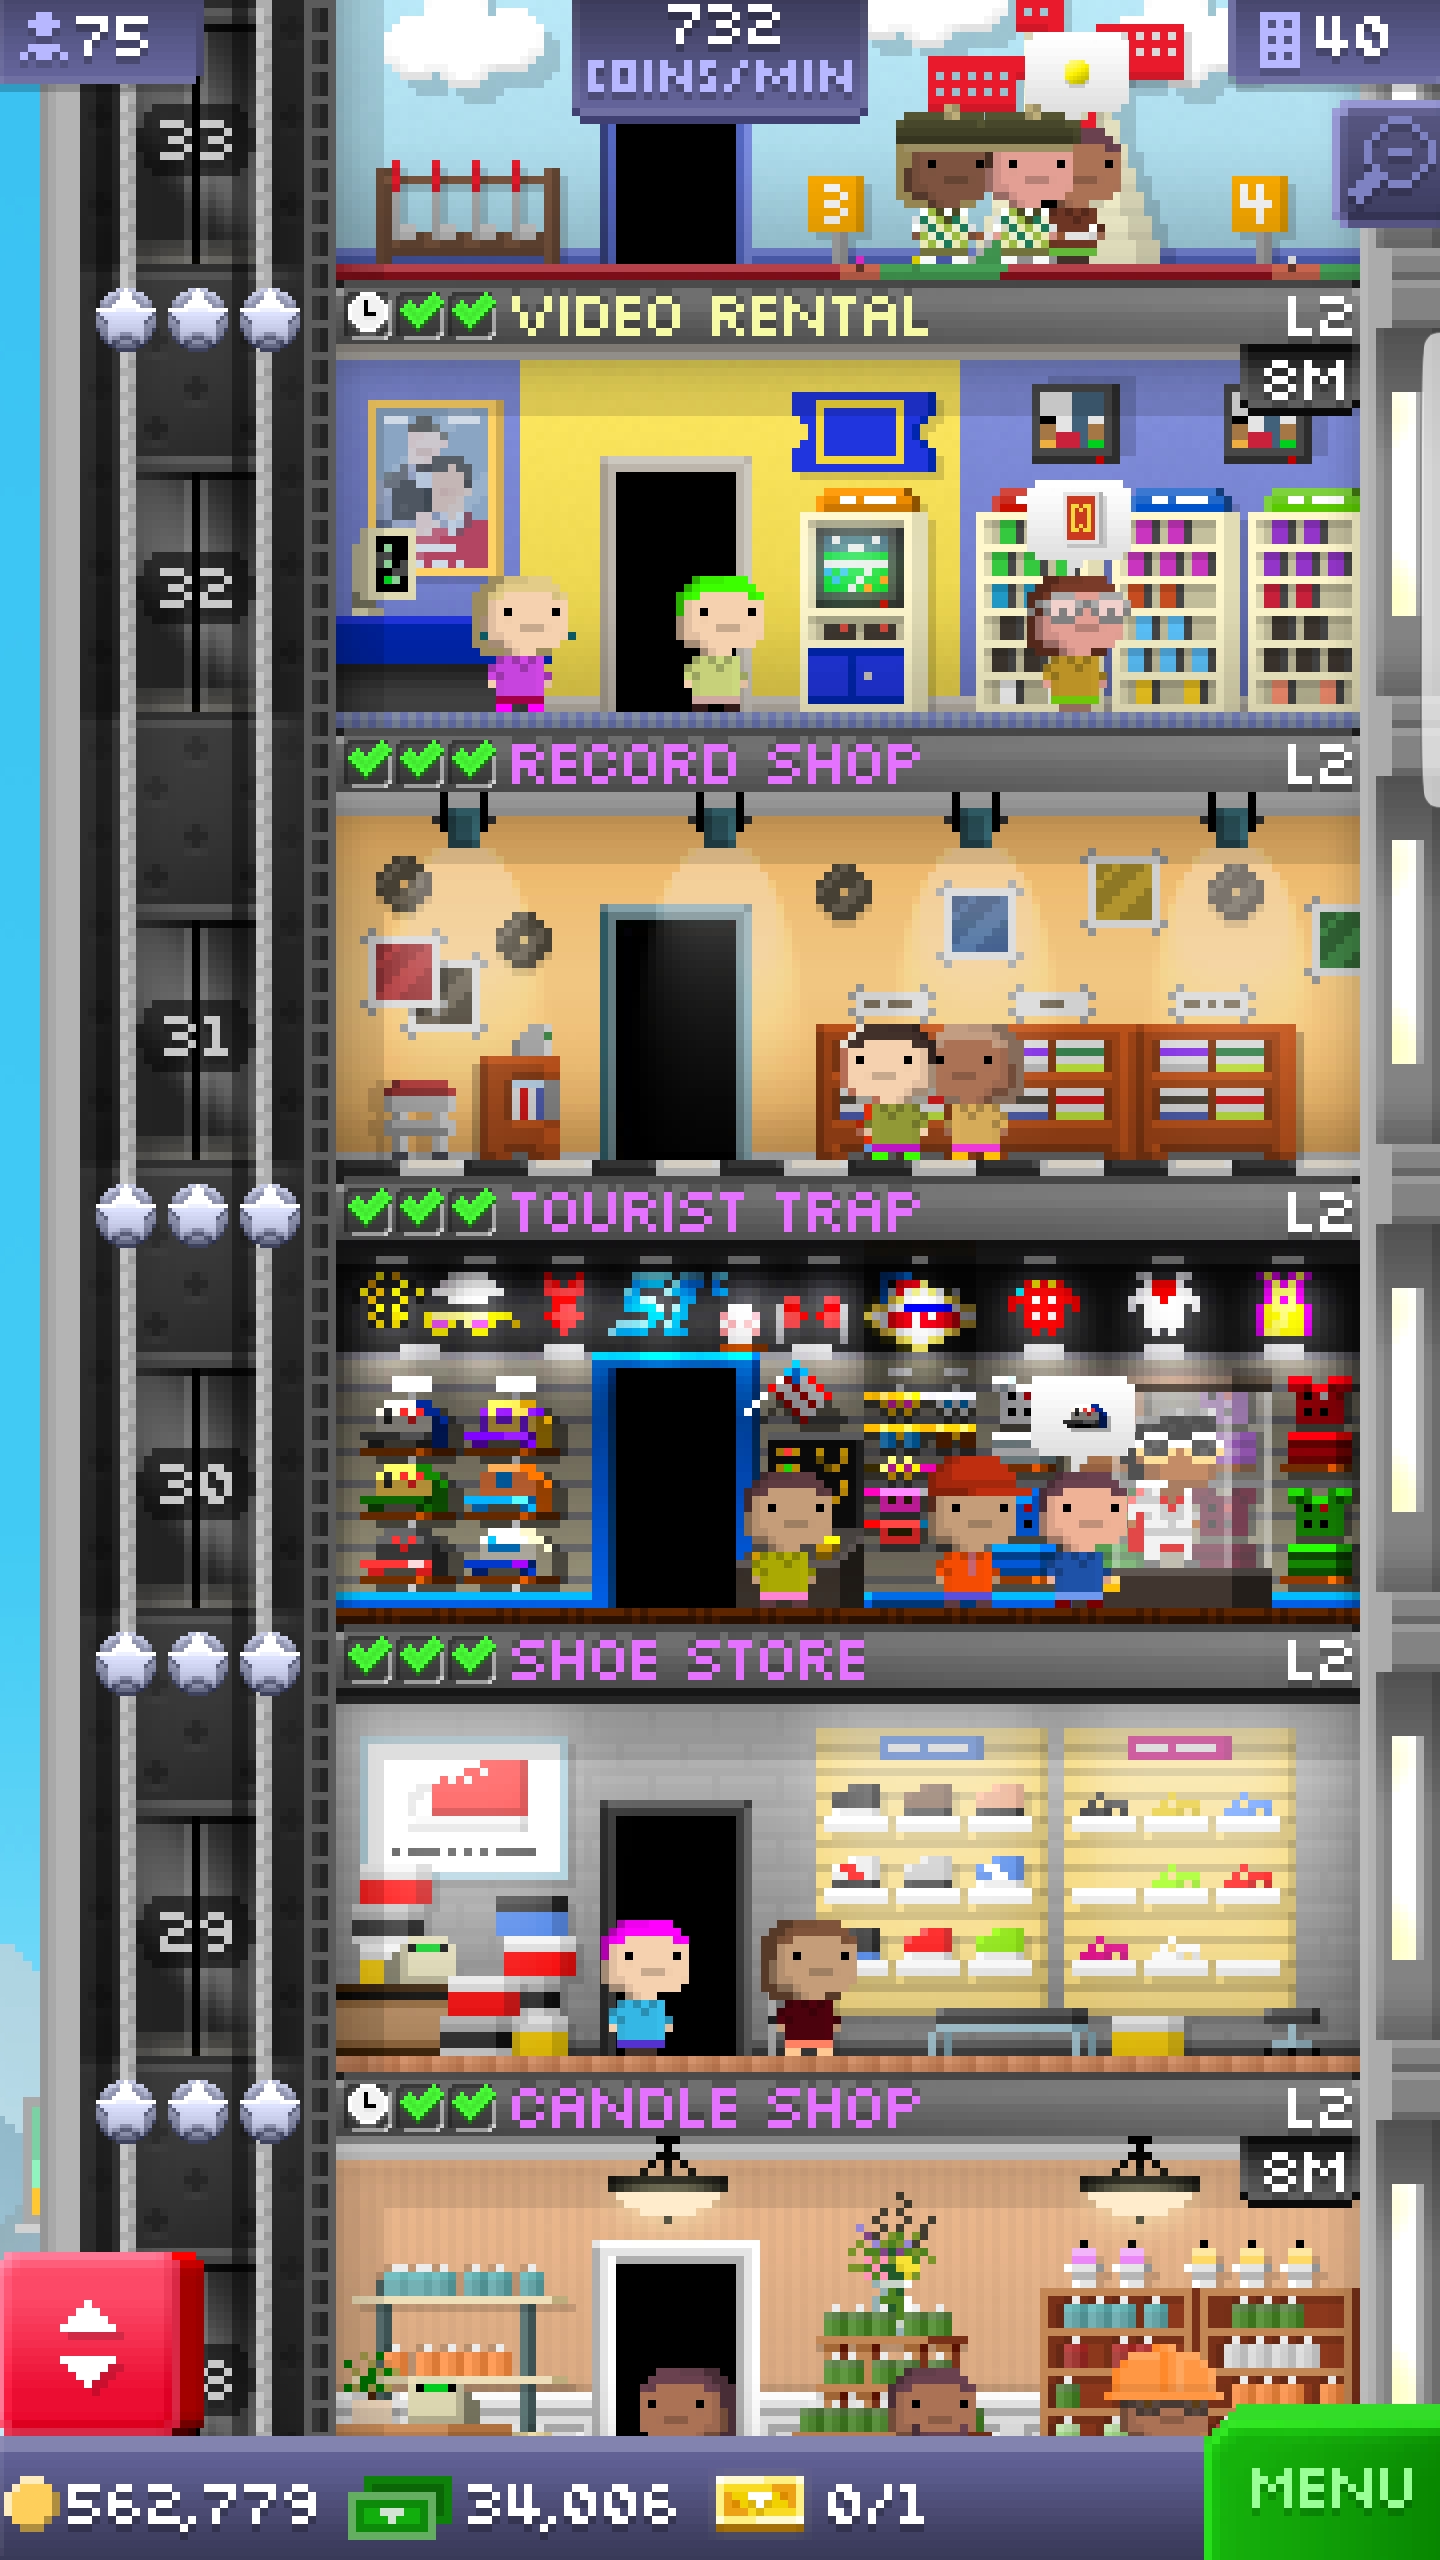 75
732
COINS/MIN
40
33
3
4
VIDEO RENTAL
L2
8M
32
RECORD SHOP
L2
31
TOURIST TRAP
L2
30
SHOE STORE
L2
29
CANDLE SHOP
L2
8M
8
562,779
34,006
0/1
MENU